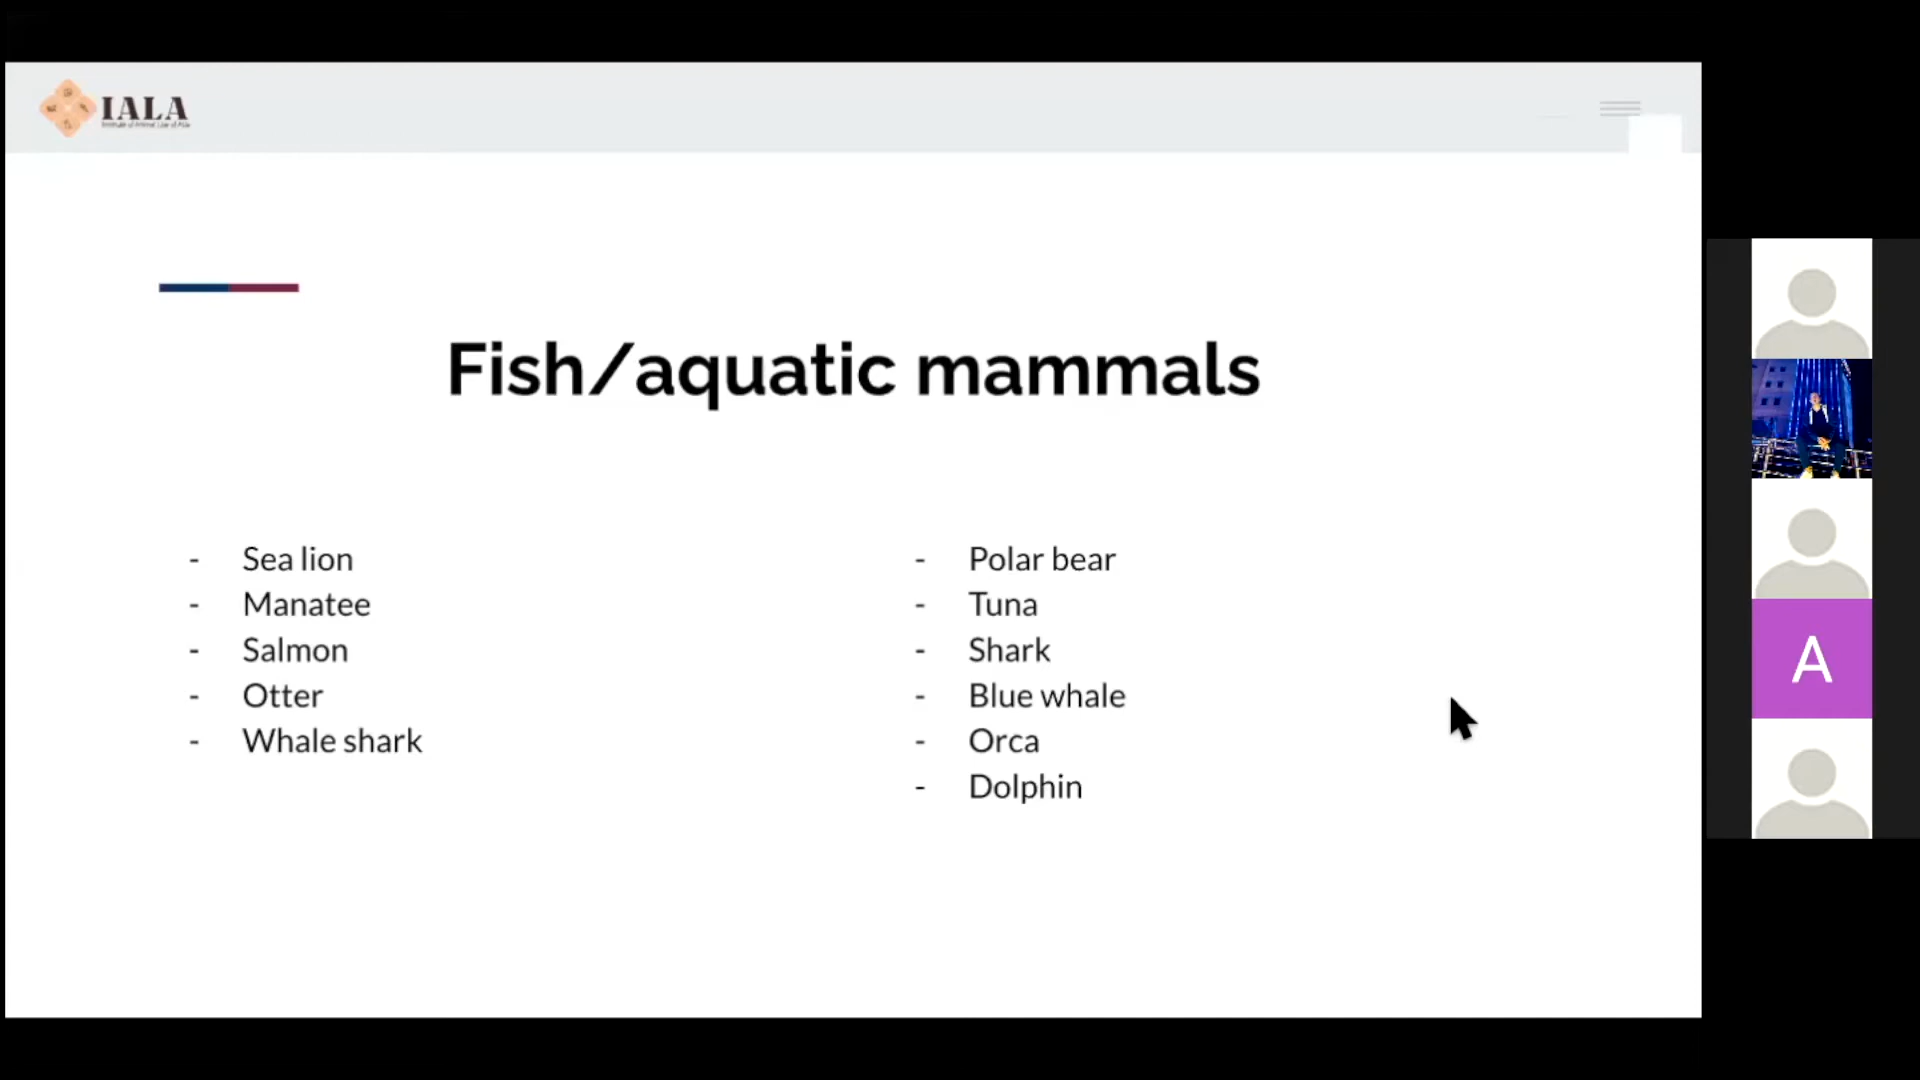 IALA
Fish/aquatic mammals
- Sea lion
- Manatee
- Salmon
- Otter
- Whale shark
- Polar bear
- Tuna
- Shark
- Blue whale
- Orca
- Dolphin
A